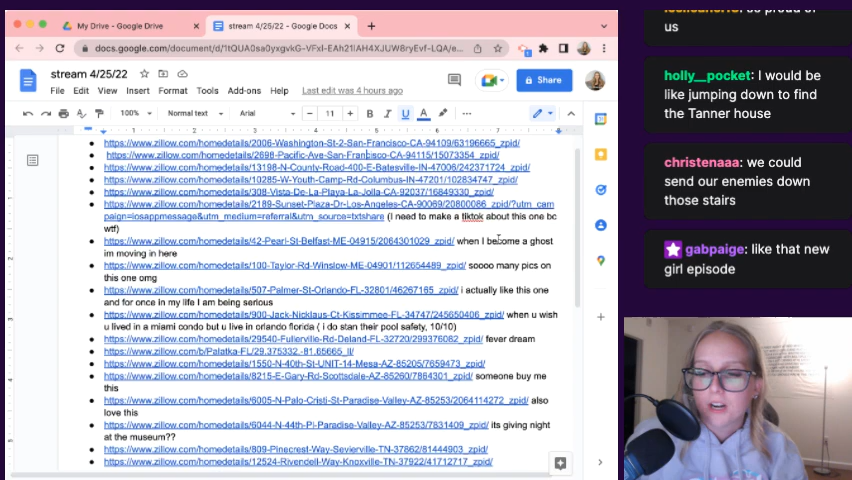 My Drive - Google Drive
stream 4/25/22 - Google Docs
docs.google.com/document/d/1tQUA0sa0yxgvkG-VFxI-EAh21lAH4XJUW8ryEvf-LQA/e...
stream 4/25/22
File Edit View Insert Format Tools Add-ons Help Last edit was 4 hours ago
Share
100% Normal text Arial 11 B I U A
1 2 3 4 5 6 7
https://www.zillow.com/homedetails/2006-Washington-St-2-San-Francisco-CA-94109/63196665_zpid/
https://www.zillow.com/homedetails/2698-Pacific-Ave-San-Francisco-CA-94115/15073354_zpid/
https://www.zillow.com/homedetails/13198-N-County-Road-400-E-Batesville-IN-47006/242371724_zpid/
https://www.zillow.com/homedetails/10285-W-Youth-Camp-Rd-Columbus-IN-47201/102834747_zpid/
https://www.zillow.com/homedetails/308-Vista-De-La-Playa-La-Jolla-CA-92037/16849330_zpid/
https://www.zillow.com/homedetails/2189-Sunset-Plaza-Dr-Los-Angeles-CA-90069/20800086_zpid/?utm_cam
paign=iosappmessage&utm_medium=referral&utm_source=txtshare (I need to make a tiktok about this one bc
wtf)
https://www.zillow.com/homedetails/42-Pearl-St-Belfast-ME-04915/2064301029_zpid/ when I become a ghost
im moving in here
https://www.zillow.com/homedetails/100-Taylor-Rd-Winslow-ME-04901/112654489_zpid/ soooo many pics on
this one omg
https://www.zillow.com/homedetails/507-Palmer-St-Orlando-FL-32801/46267165_zpid/ i actually like this one
and for once in my life I am being serious
https://www.zillow.com/homedetails/900-Jack-Nicklaus-Ct-Kissimmee-FL-34747/245650406_zpid/ when u wish
u lived in a miami condo but u live in orlando florida ( i do stan their pool safety, 10/10)
https://www.zillow.com/homedetails/29540-Fullerville-Rd-Deland-FL-32720/299376082_zpid/ fever dream
https://www.zillow.com/b/Palatka-FL/29.375332,-81.65665_ll/
https://www.zillow.com/homedetails/1550-N-40th-St-UNIT-14-Mesa-AZ-85205/7659473_zpid/
https://www.zillow.com/homedetails/8215-E-Gary-Rd-Scottsdale-AZ-85260/7864301_zpid/ someone buy me
this
https://www.zillow.com/homedetails/6005-N-Palo-Cristi-St-Paradise-Valley-AZ-85253/2064114272_zpid/ also
love this
https://www.zillow.com/homedetails/6044-N-44th-Pl-Paradise-Valley-AZ-85253/7831409_zpid/ its giving night
at the museum??
https://www.zillow.com/homedetails/809-Pinecrest-Way-Sevierville-TN-37862/81444903_zpid/
https://www.zillow.com/homedetails/12524-Rivendell-Way-Knoxville-TN-37922/41712717_zpid/
us
holly__pocket: I would be
like jumping down to find
the Tanner house
christenaaa: we could
send our enemies down
those stairs
gabpaige: like that new
girl episode